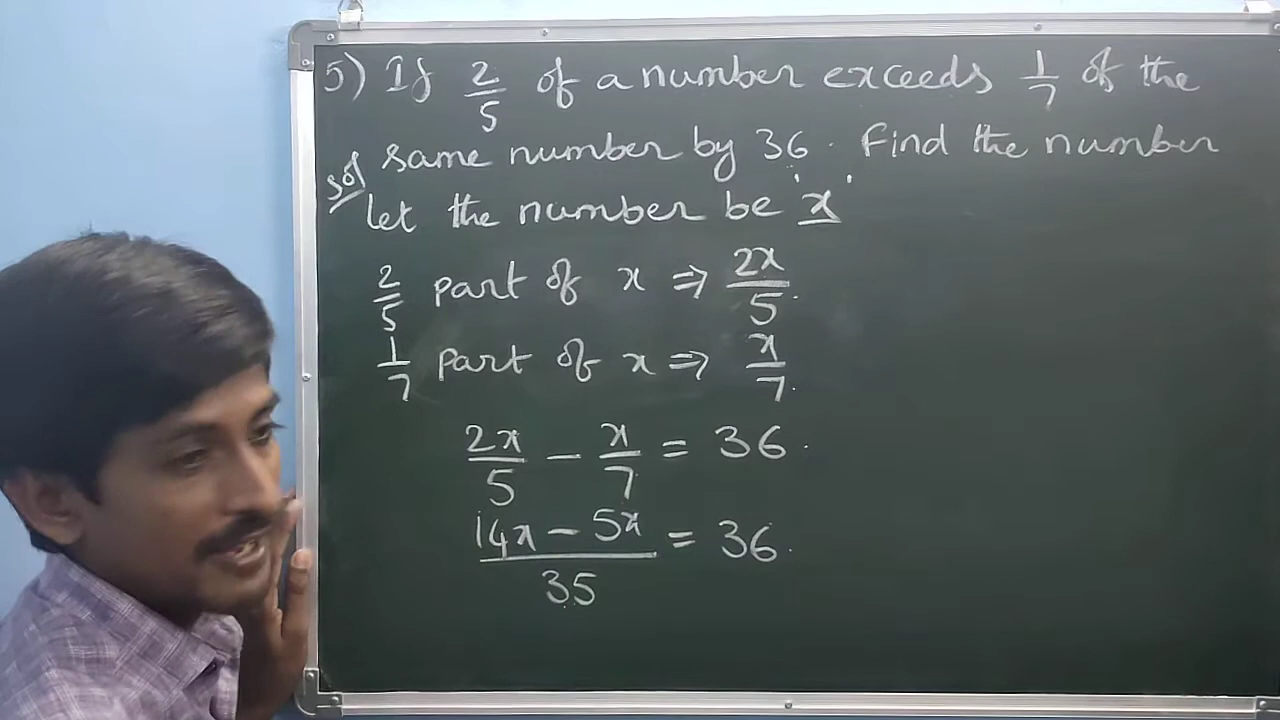 5) If 2/5 of a number exceeds 1/7 of the
same number by 36. Find the number
Sol let the number be x
2/5 part of x ⇒ 2x/5.
1/7 part of x ⇒ x/7.
2x/5 - x/7 = 36.
14x - 5x/35 = 36.